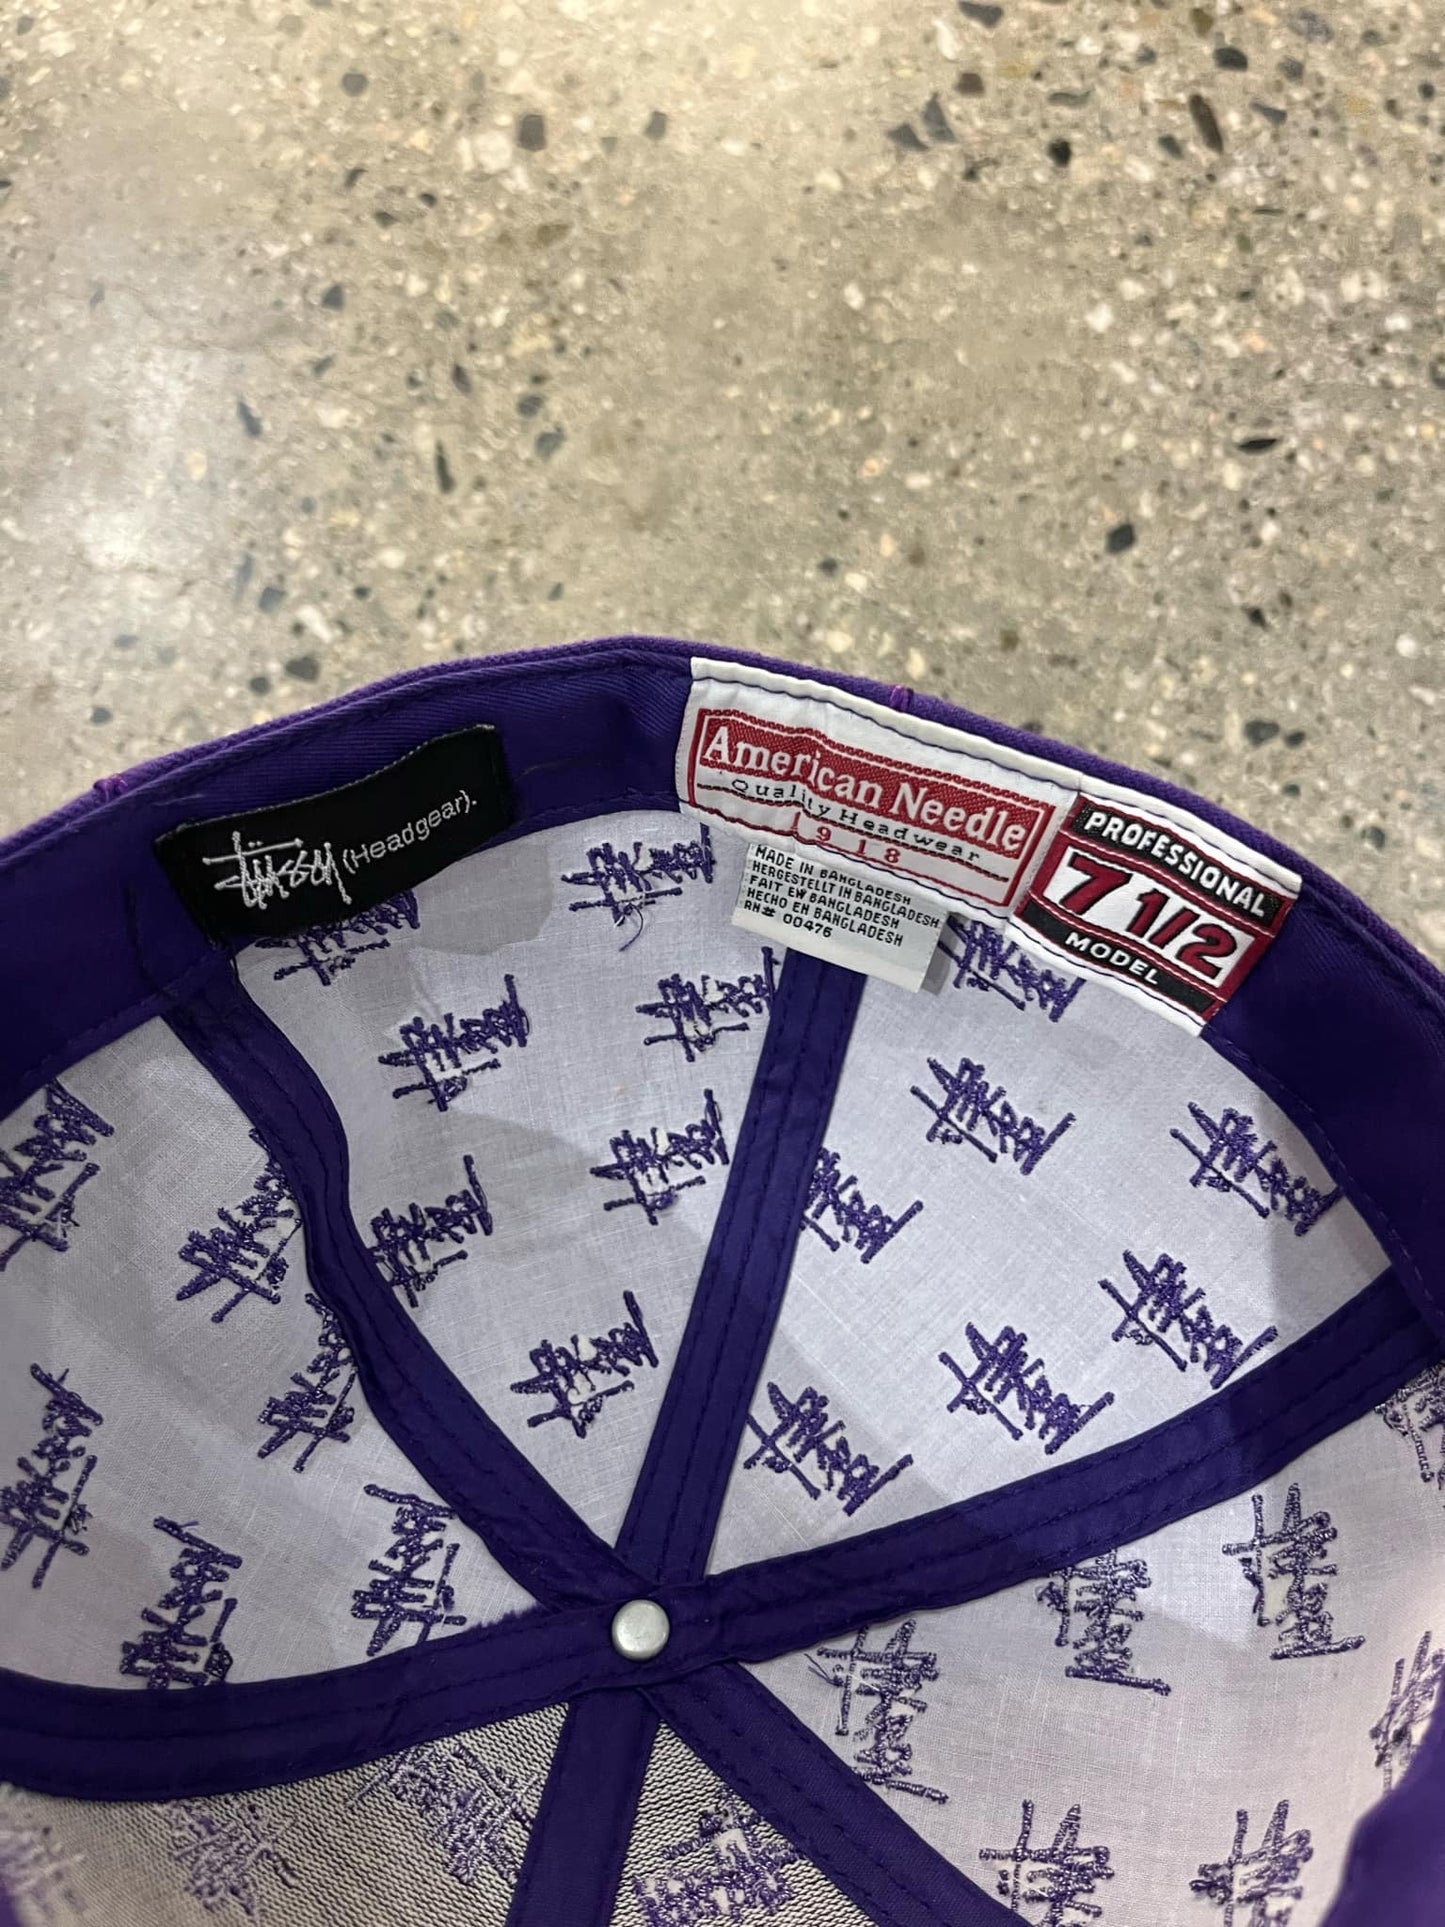 Stüssy (Headgear).
American Needle
Quality Headwear
1918
MADE IN BANGLADESH
HERGESTELLT IN BANGLADESH
FAIT EN BANGLADESH
HECHO EN BANGLADESH
RN# 00476
PROFESSIONAL
7 1/2
MODEL